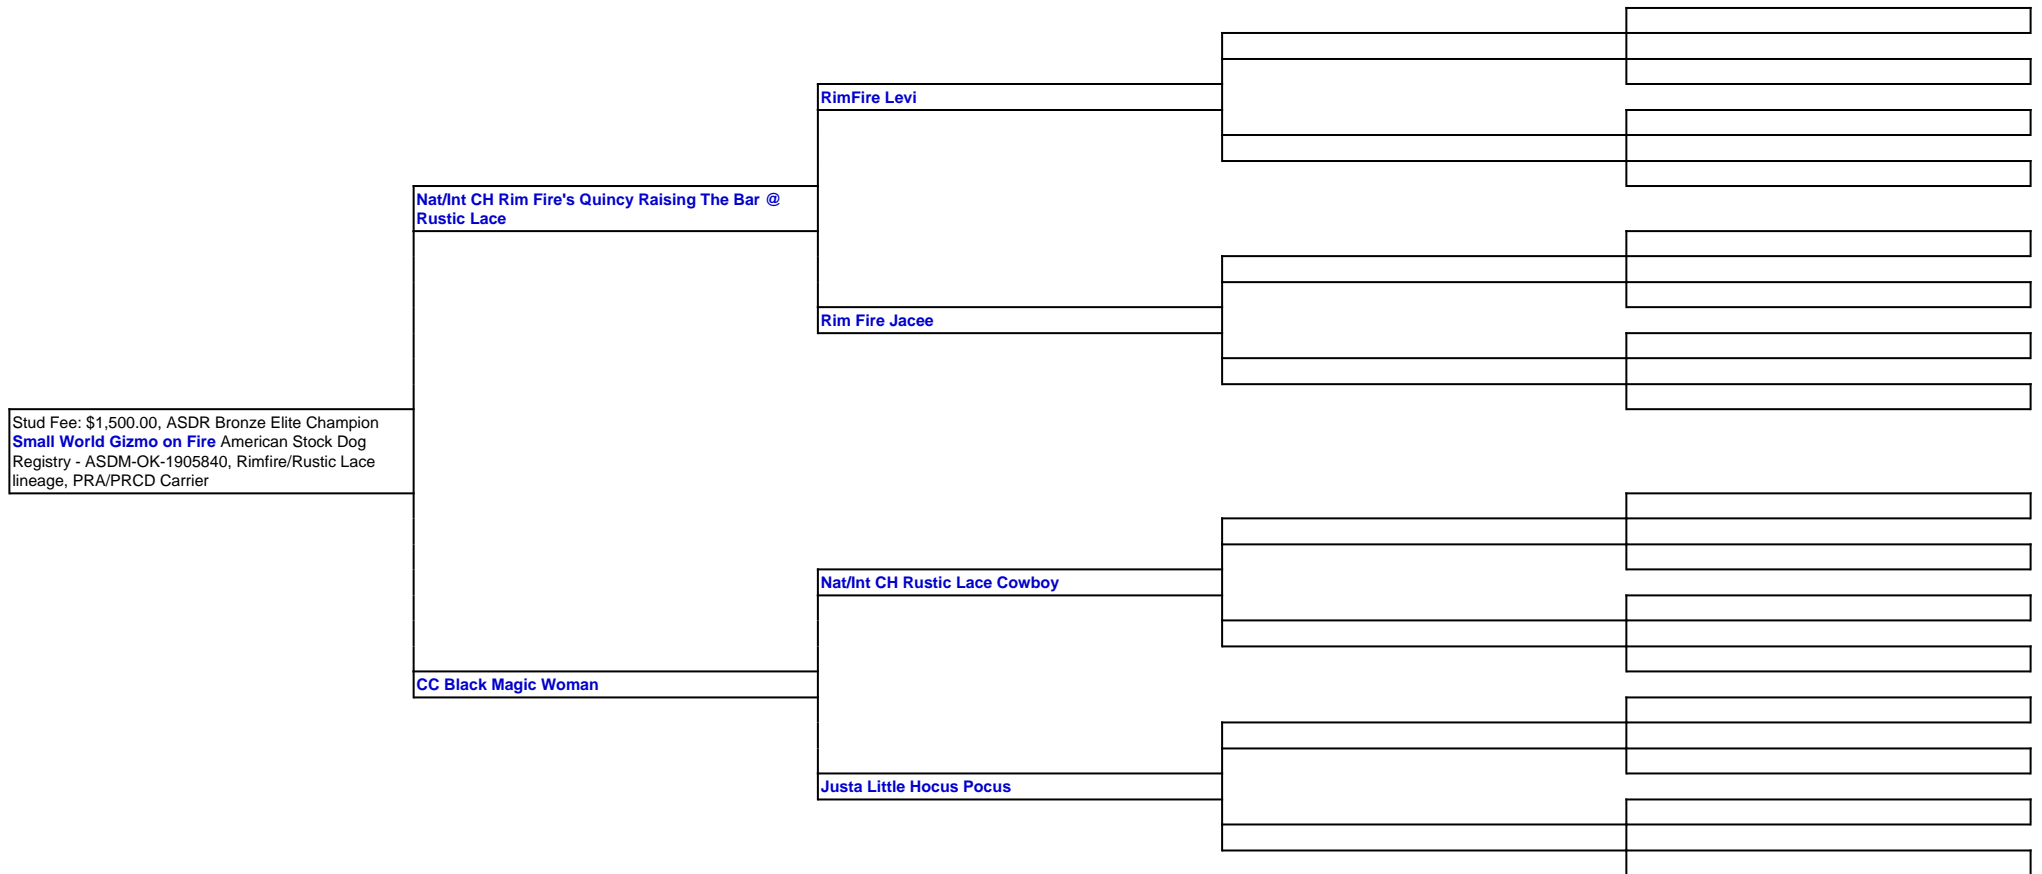 RimFire Levi
Nat/Int CH Rim Fire's Quincy Raising The Bar @
Rustic Lace
Rim Fire Jacee
Stud Fee: $1,500.00, ASDR Bronze Elite Champion
Small World Gizmo on Fire American Stock Dog
Registry - ASDM-OK-1905840, Rimfire/Rustic Lace
lineage, PRA/PRCD Carrier
Nat/Int CH Rustic Lace Cowboy
CC Black Magic Woman
Justa Little Hocus Pocus